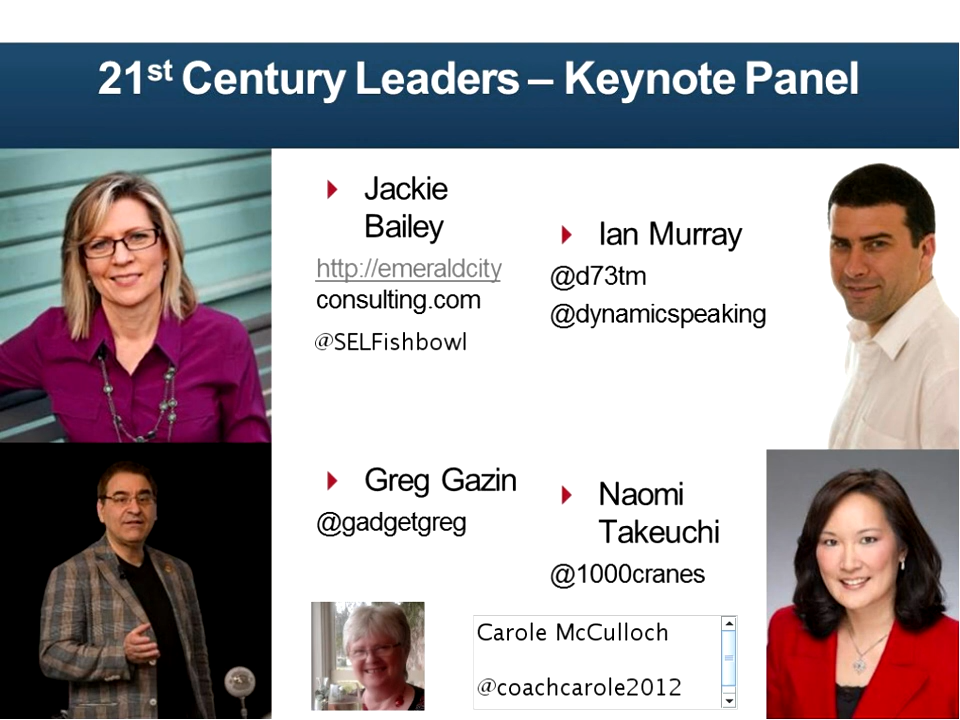 21st Century Leaders – Keynote Panel
Jackie
Bailey
http://emeraldcity
consulting.com
@SELFishbowl
Ian Murray
@d73tm
@dynamicspeaking
Greg Gazin
@gadgetgreg
Naomi
Takeuchi
@1000cranes
Carole McCulloch
@coachcarole2012